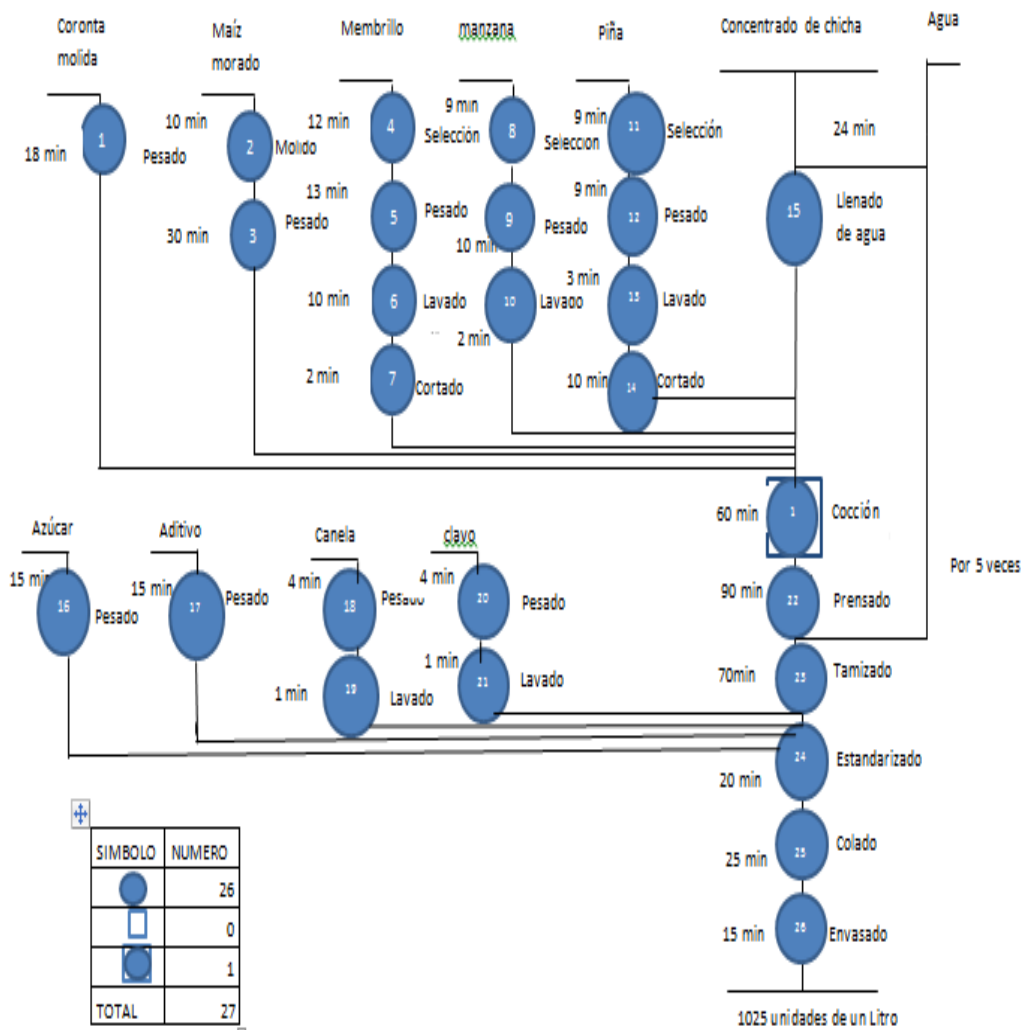 Coronta
molida
Maíz
morado
Membrillo
manzana
Piña
Concentrado de chicha
Agua
1
18 min
Pesado
10 min
2
Molido
30 min
3
Pesado
12 min
4
Selección
13 min
5
Pesado
10 min
6
Lavado
2 min
7
Cortado
9 min
8
Selección
9
Pesado
10 min
10
Lavado
2 min
9 min
11
Selección
9 min
12
Pesado
3 min
13
Lavado
10 min
14
Cortado
24 min
15
Llenado
de agua
60 min
1
Cocción
90 min
22
Prensado
Por 5 veces
70min
23
Tamizado
24
Estandarizado
20 min
25
Colado
25 min
26
Envasado
15 min
1025 unidades de un Litro
Azúcar
15 min
16
Pesado
Aditivo
15 min
17
Pesado
Canela
4 min
18
Pesado
1 min
19
Lavado
clavo
4 min
20
Pesado
1 min
21
Lavado
SIMBOLO NUMERO
26
0
1
TOTAL 27